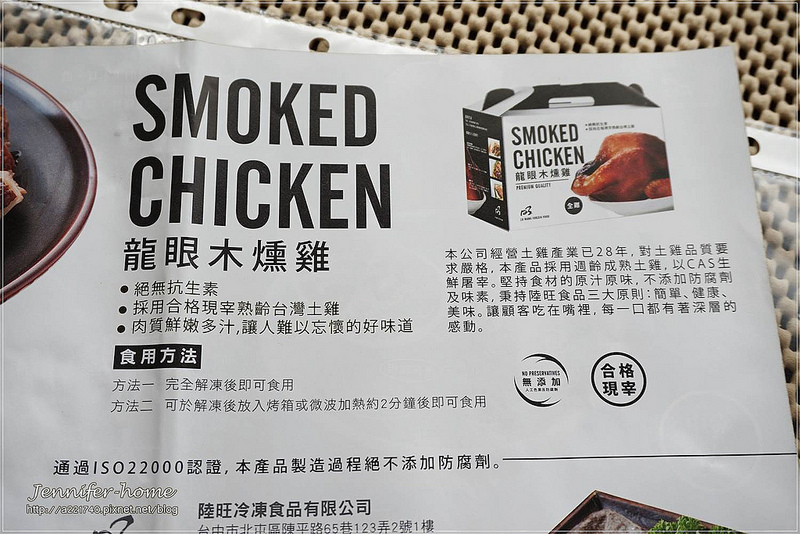 SMOKED
CHICKEN
龍眼木燻雞
●絕無抗生素
●採用合格現宰熟齡台灣土雞
●肉質鮮嫩多汁,讓人難以忘懷的好味道
食用方法
方法一 完全解凍後即可食用
方法二 可於解凍後放入烤箱或微波加熱約2分鐘後即可食用
SMOKED
CHICKEN
龍眼木燻雞
PREMIUM QUALITY
全雞
本公司經營土雞產業已28年,對土雞品質要
求嚴格,本產品採用週齡成熟土雞,以CAS生
鮮屠宰。堅持食材的原汁原味,不添加防腐劑
及味素,秉持陸旺食品三大原則:簡單、健康、
美味。讓顧客吃在嘴裡,每一口都有著深層的
感動。
NO PRESERVATIVES
無添加
合格
現宰
通過ISO22000認證,本產品製造過程絕不添加防腐劑。
陸旺冷凍食品有限公司
台中市北屯區陳平路65巷123弄2號1樓
Jennifer-home
http://a221740.pixnet.net/blog